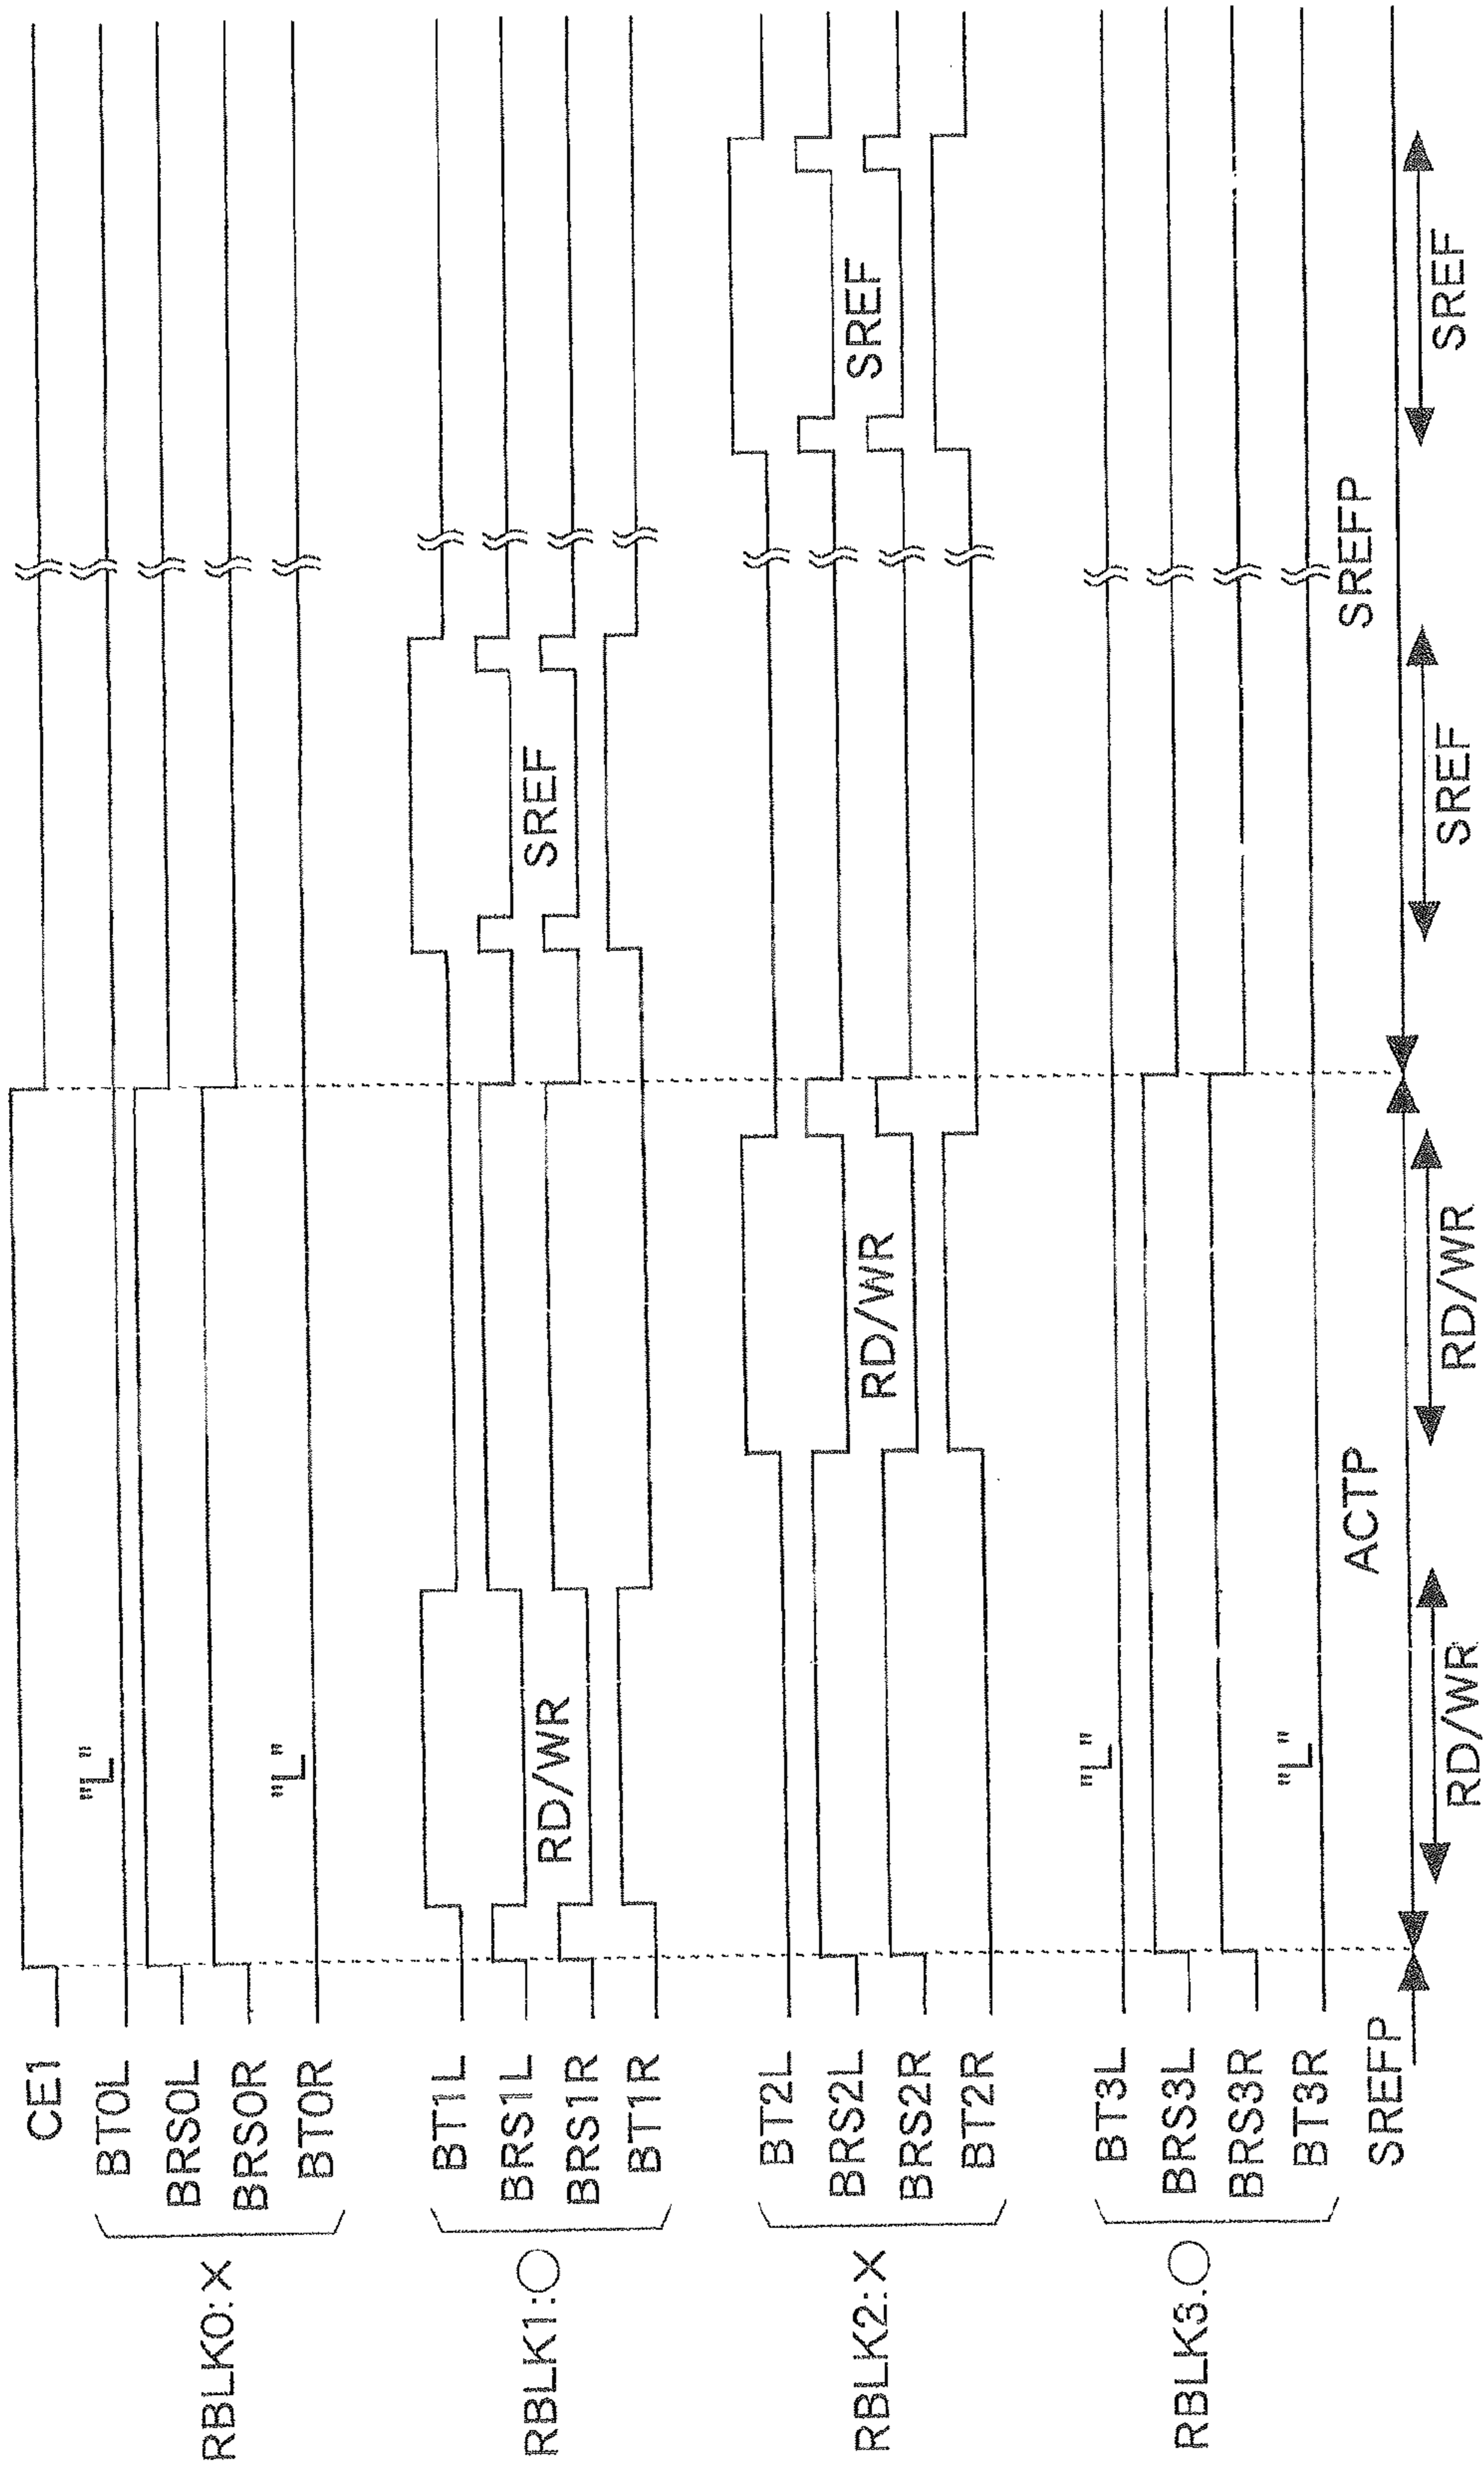 CE1
RBLK0:×
BT0L "L"
BRS0L
BRS0R
BT0R "L"
RBLK1:○
BT1L
BRS1L
RD/WR SREF
BRS1R
BT1R
RBLK2:×
BT2L
BRS2L
RD/WR SREF
BRS2R
BT2R
RBLK3.○
BT3L "L"
BRS3L
BRS3R
BT3R "L"
SREFP ACTP SREFP
RD/WR RD/WR SREF SREF